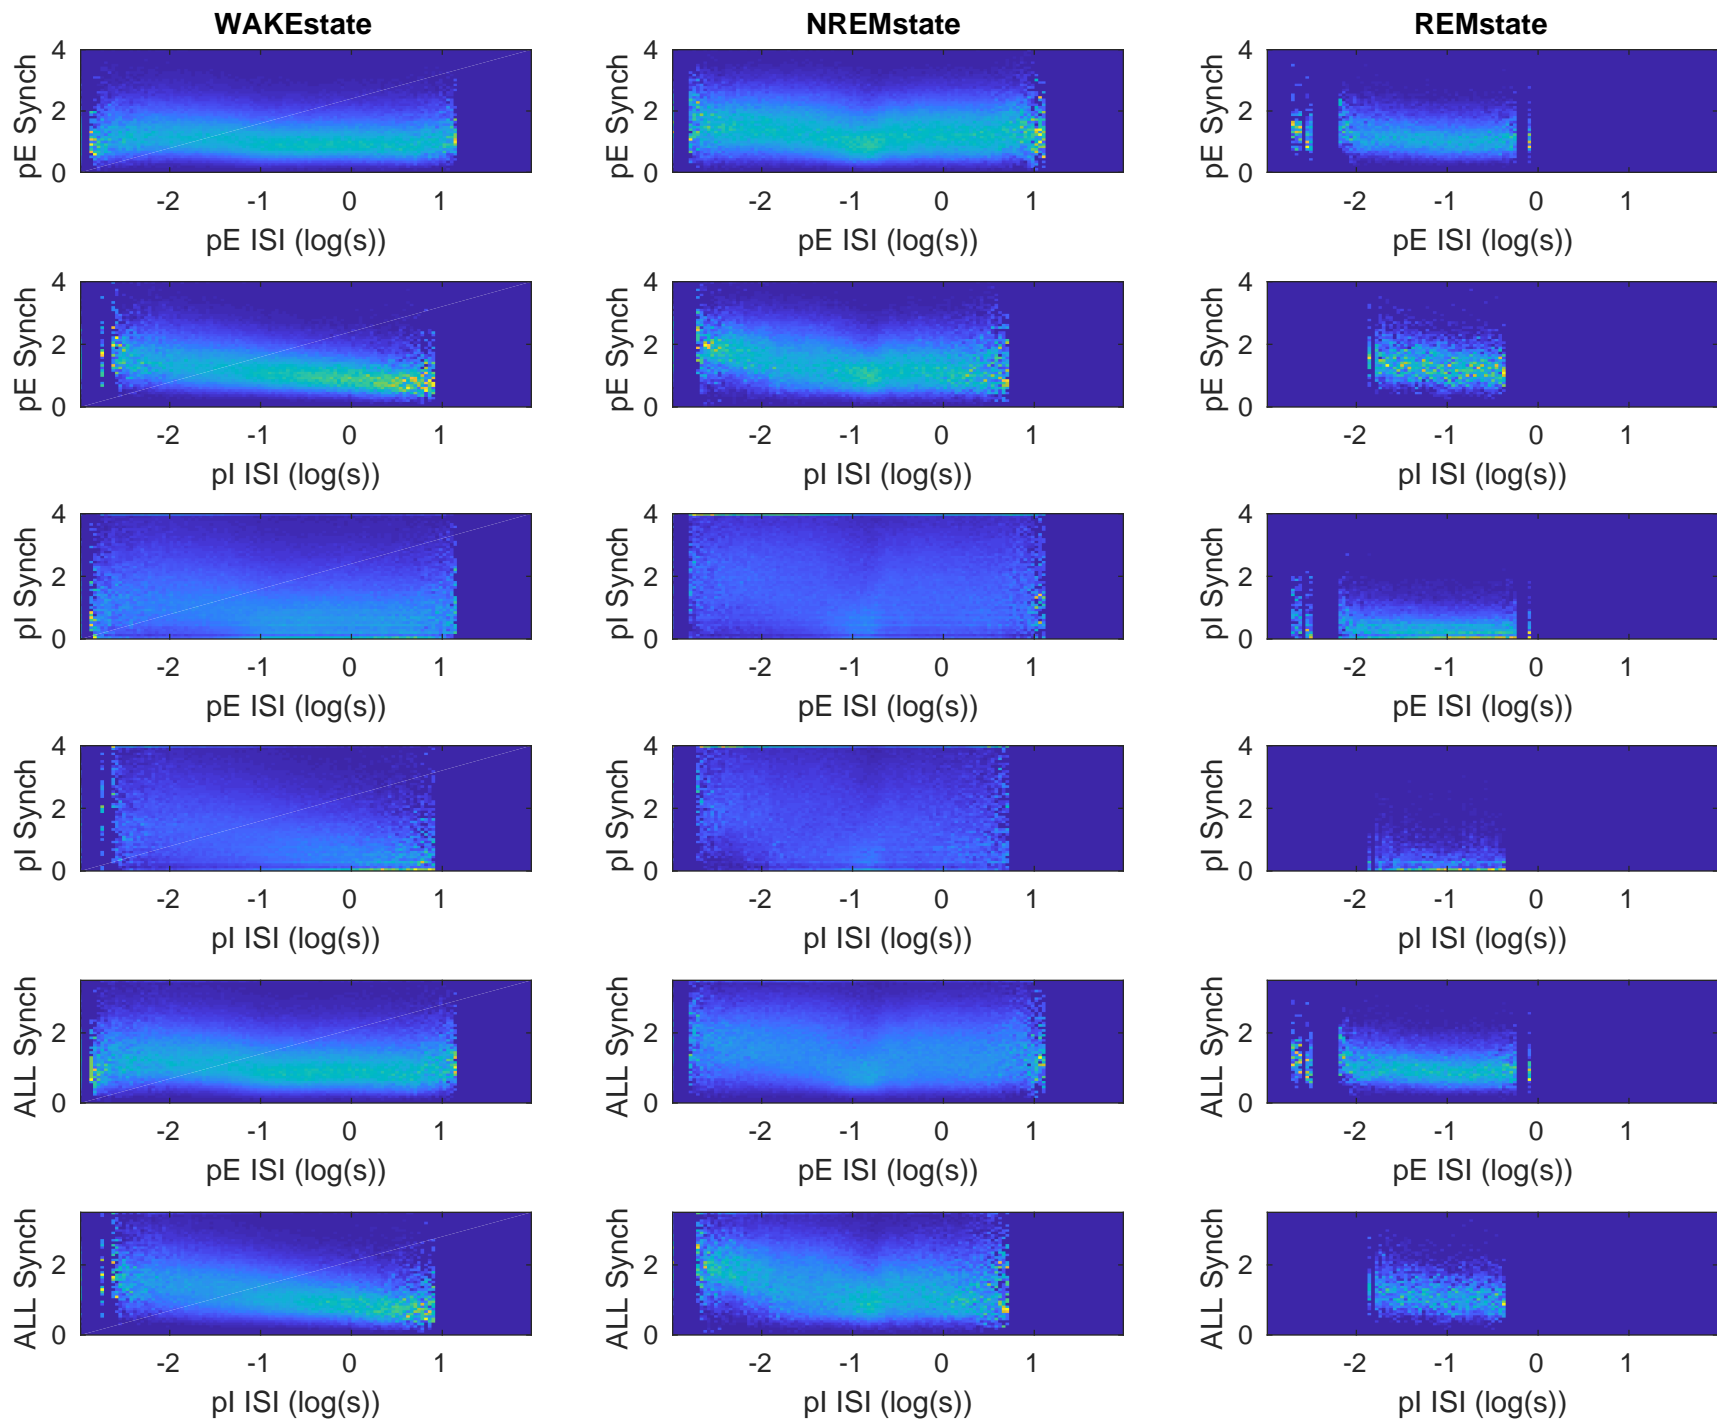 WAKEstate NREMstate REMstate
pE Synch pE Synch pE Synch
4 4 4
2 2 2
0 0 0
-2 -1 0 1 -2 -1 0 1 -2 -1 0 1
pE ISI (log(s)) pE ISI (log(s)) pE ISI (log(s))
pE Synch pE Synch pE Synch
4 4 4
2 2 2
0 0 0
-2 -1 0 1 -2 -1 0 1 -2 -1 0 1
pI ISI (log(s)) pI ISI (log(s)) pI ISI (log(s))
pI Synch pI Synch pI Synch
4 4 4
2 2 2
0 0 0
-2 -1 0 1 -2 -1 0 1 -2 -1 0 1
pE ISI (log(s)) pE ISI (log(s)) pE ISI (log(s))
pI Synch pI Synch pI Synch
4 4 4
2 2 2
0 0 0
-2 -1 0 1 -2 -1 0 1 -2 -1 0 1
pI ISI (log(s)) pI ISI (log(s)) pI ISI (log(s))
ALL Synch ALL Synch ALL Synch
2 2 2
0 0 0
-2 -1 0 1 -2 -1 0 1 -2 -1 0 1
pE ISI (log(s)) pE ISI (log(s)) pE ISI (log(s))
ALL Synch ALL Synch ALL Synch
2 2 2
0 0 0
-2 -1 0 1 -2 -1 0 1 -2 -1 0 1
pI ISI (log(s)) pI ISI (log(s)) pI ISI (log(s))